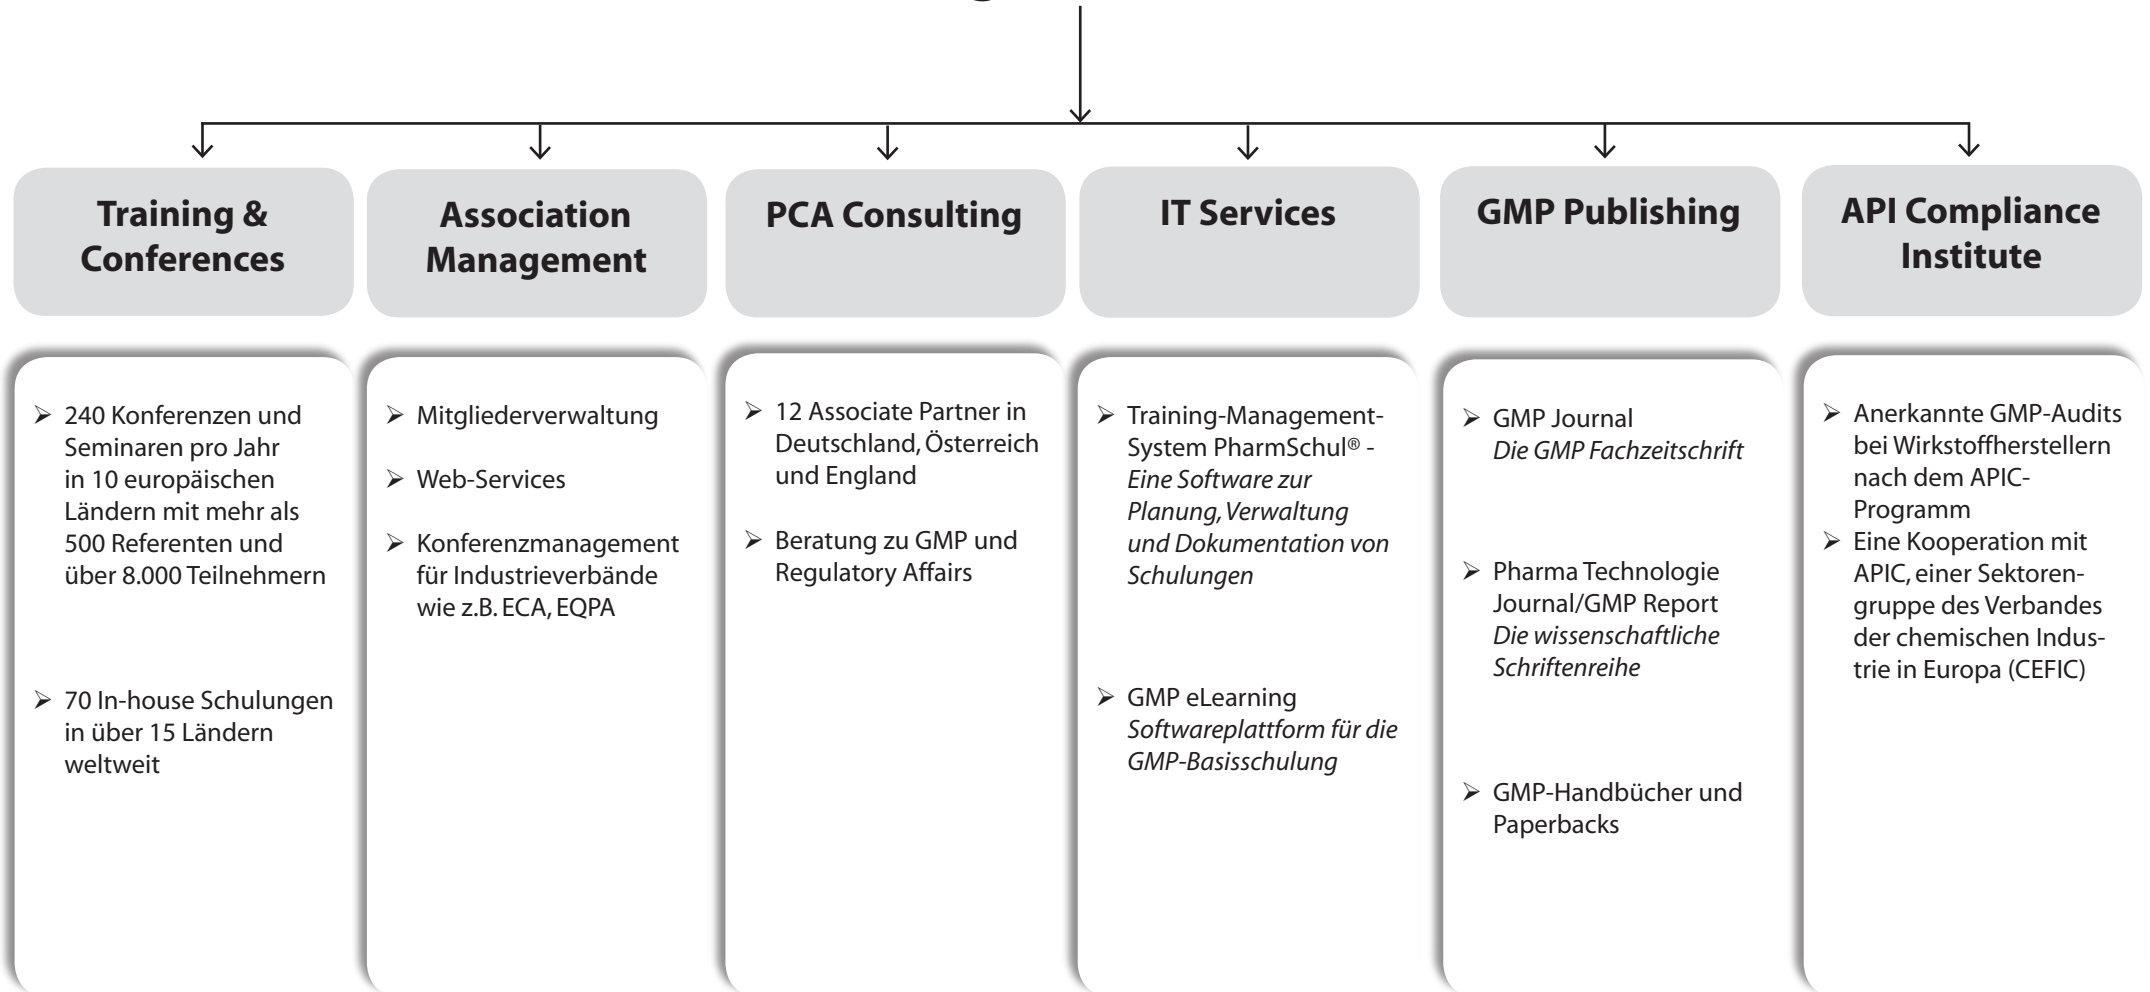 Training &
Conferences
Association
Management
PCA Consulting
IT Services
GMP Publishing
API Compliance
Institute
➢ 240 Konferenzen und
Seminaren pro Jahr
in 10 europäischen
Ländern mit mehr als
500 Referenten und
über 8.000 Teilnehmern
➢ 70 In-house Schulungen
in über 15 Ländern
weltweit
➢ Mitgliederverwaltung
➢ Web-Services
➢ Konferenzmanagement
für Industrieverbände
wie z.B. ECA, EQPA
➢ 12 Associate Partner in
Deutschland, Österreich
und England
➢ Beratung zu GMP und
Regulatory Affairs
➢ Training-Management-
System PharmSchul® -
Eine Software zur
Planung, Verwaltung
und Dokumentation von
Schulungen
➢ GMP eLearning
Softwareplattform für die
GMP-Basisschulung
➢ GMP Journal
Die GMP Fachzeitschrift
➢ Pharma Technologie
Journal/GMP Report
Die wissenschaftliche
Schriftenreihe
➢ GMP-Handbücher und
Paperbacks
➢ Anerkannte GMP-Audits
bei Wirkstoffherstellern
nach dem APIC-
Programm
➢ Eine Kooperation mit
APIC, einer Sektoren-
gruppe des Verbandes
der chemischen Indus-
trie in Europa (CEFIC)